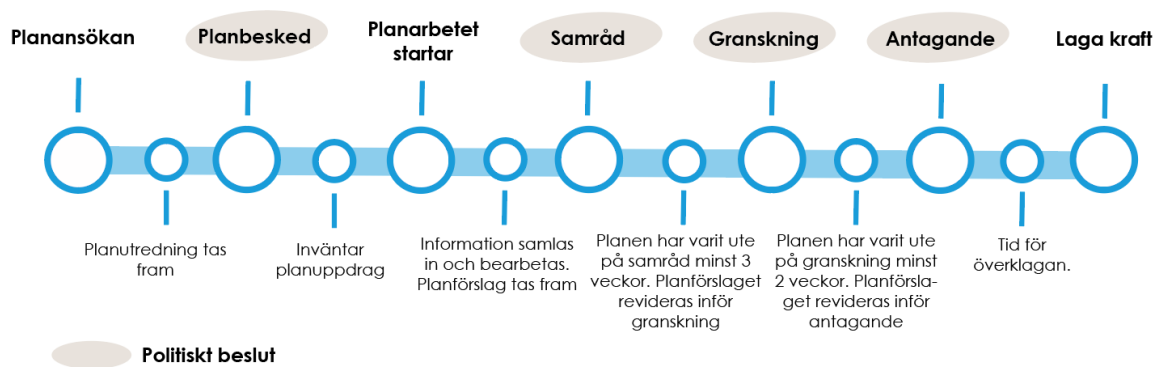 Planansökan
Planbesked
Planarbetet
startar
Samråd
Granskning
Antagande
Laga kraft
Planutredning tas
fram
Inväntar
planuppdrag
Information samlas
in och bearbetas.
Planförslag tas fram
Planen har varit ute
på samråd minst 3
veckor. Planförslaget
revideras inför
granskning
Planen har varit ute
på granskning minst
2 veckor. Planförsla-
get revideras inför
antagande
Tid för
överklagan.
Politiskt beslut